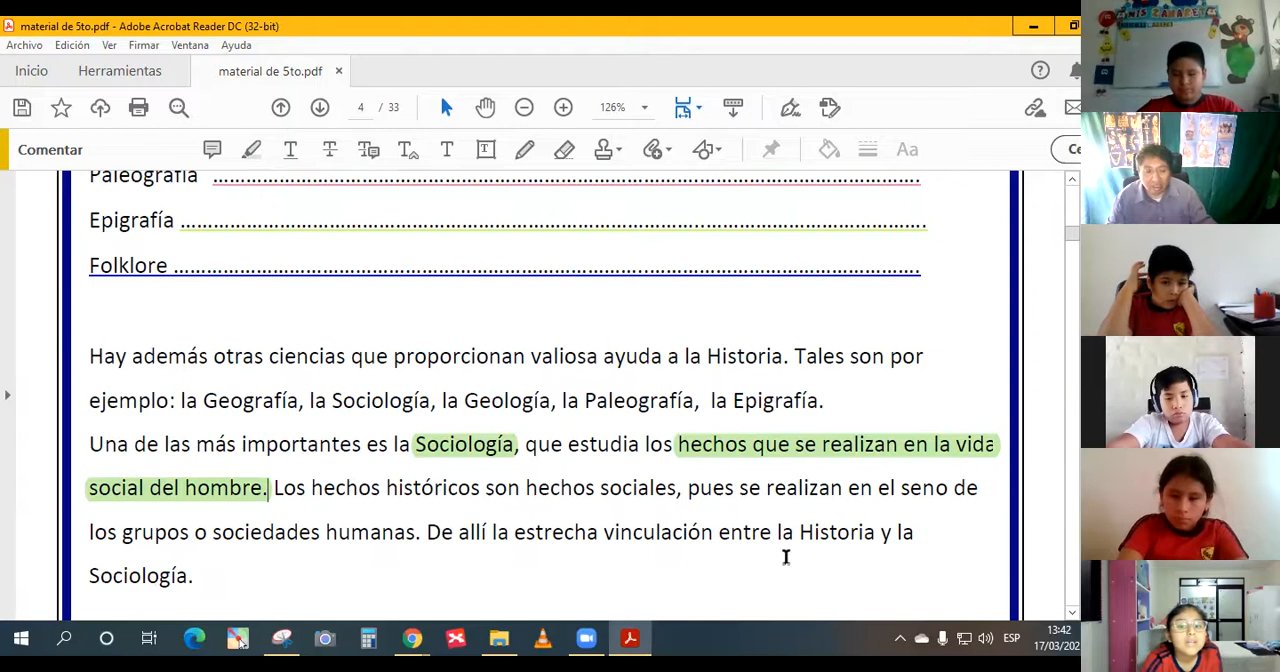 material de 5to.pdf - Adobe Acrobat Reader DC (32-bit)
Archivo Edición Ver Firmar Ventana Ayuda
Inicio Herramientas material de 5to.pdf ×
4 / 33 126%
Comentar
Paleografía ........................................................................
Epigrafía ........................................................................
Folklore ........................................................................
Hay además otras ciencias que proporcionan valiosa ayuda a la Historia. Tales son por
ejemplo: la Geografía, la Sociología, la Geología, la Paleografía, la Epigrafía.
Una de las más importantes es la Sociología, que estudia los hechos que se realizan en la vida
social del hombre. Los hechos históricos son hechos sociales, pues se realizan en el seno de
los grupos o sociedades humanas. De allí la estrecha vinculación entre la Historia y la
Sociología.
ESP
13:42